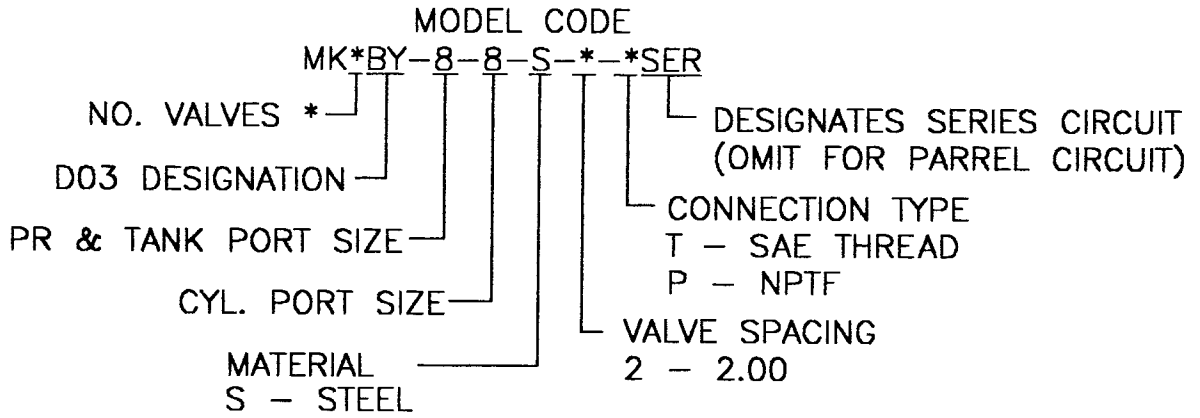 MODEL CODE
MK*BY-8-8-S-*-*SER
NO. VALVES *
D03 DESIGNATION
PR & TANK PORT SIZE
CYL. PORT SIZE
MATERIAL
S – STEEL
DESIGNATES SERIES CIRCUIT
(OMIT FOR PARREL CIRCUIT)
CONNECTION TYPE
T – SAE THREAD
P – NPTF
VALVE SPACING
2 – 2.00